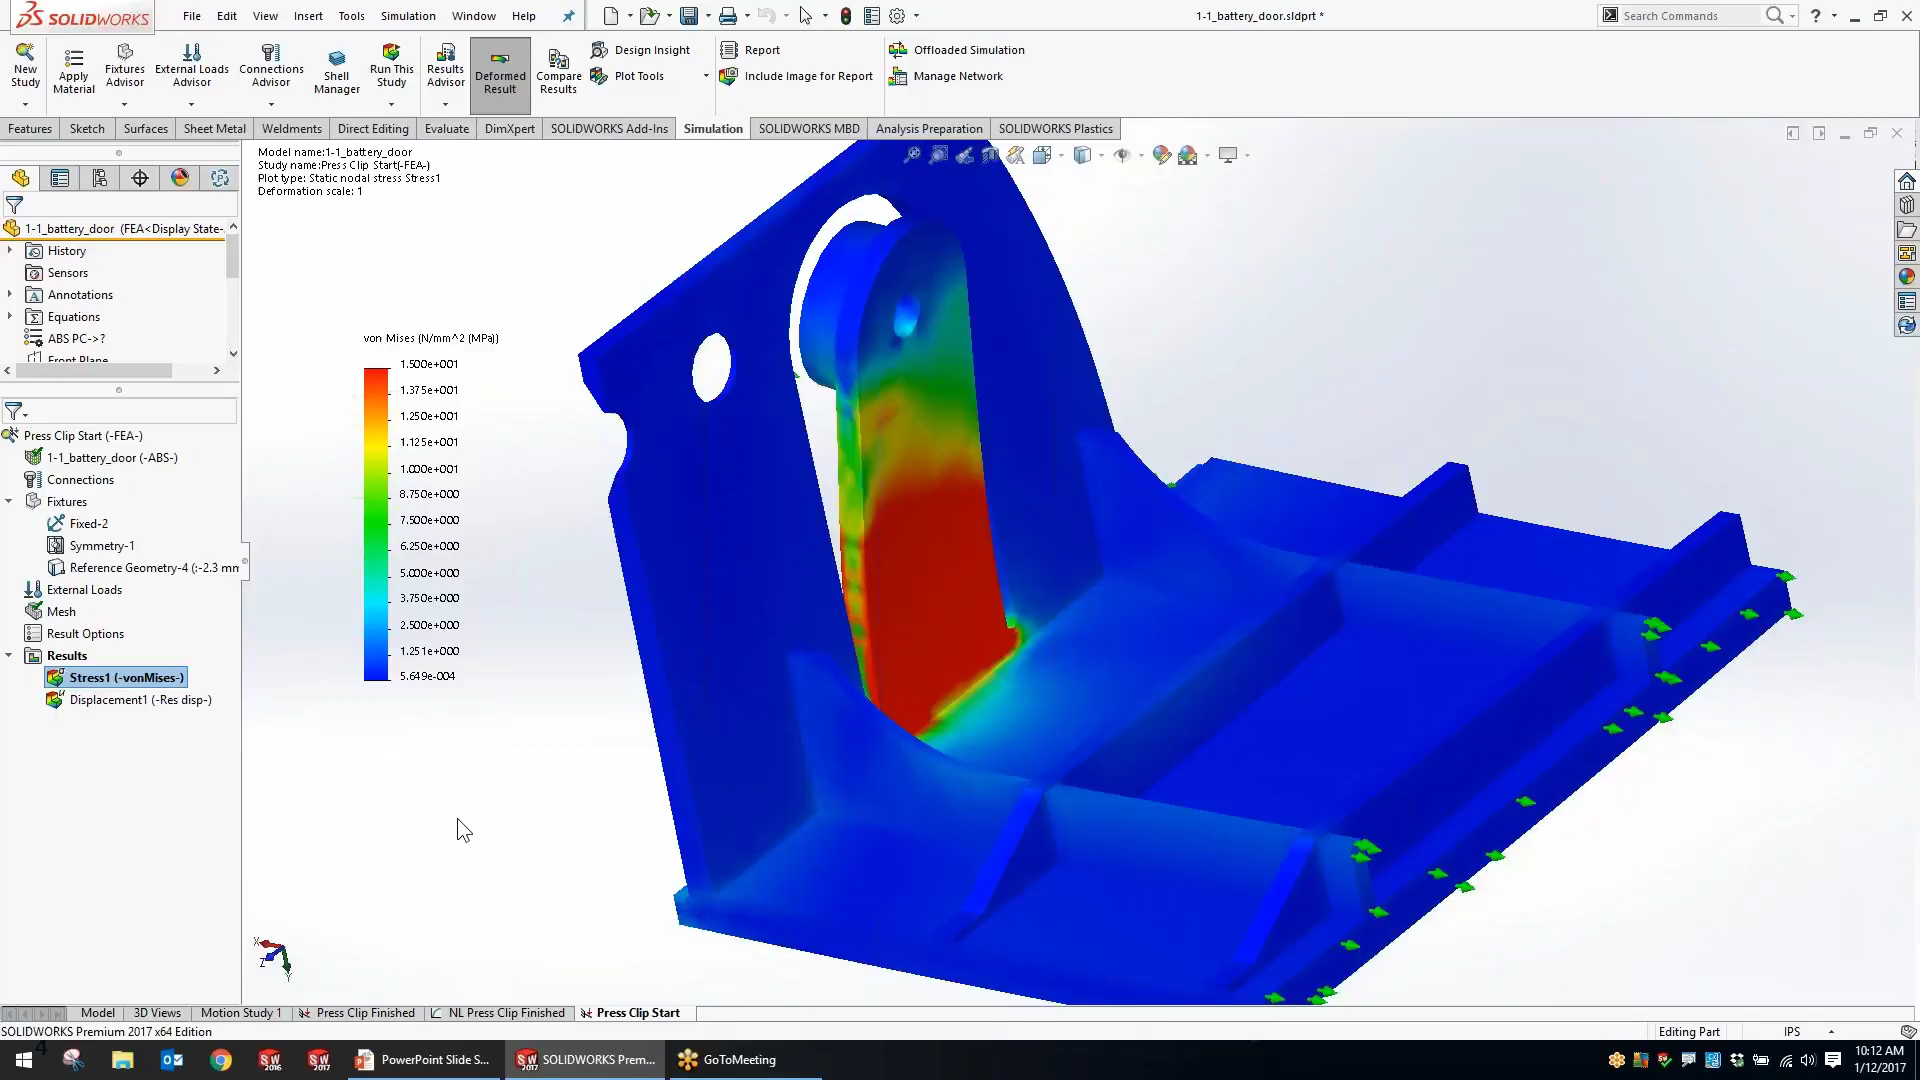 SOLIDWORKS
File Edit View Insert Tools Simulation Window Help
1-1_battery_door.sldprt *
Search Commands
New Study
Apply Material
Fixtures Advisor
External Loads Advisor
Connections Advisor
Shell Manager
Run This Study
Results Advisor
Deformed Result
Compare Results
Design Insight
Plot Tools
Report
Include Image for Report
Offloaded Simulation
Manage Network
Features Sketch Surfaces Sheet Metal Weldments Direct Editing Evaluate DimXpert SOLIDWORKS Add-Ins Simulation SOLIDWORKS MBD Analysis Preparation SOLIDWORKS Plastics
Model name:1-1_battery_door
Study name:Press Clip Start(-FEA-)
Plot type: Static nodal stress Stress1
Deformation scale: 1
1-1_battery_door (FEA<Display State-
History
Sensors
Annotations
Equations
ABS PC->?
Front Plane
Press Clip Start (-FEA-)
1-1_battery_door (-ABS-)
Connections
Fixtures
Fixed-2
Symmetry-1
Reference Geometry-4 (:-2.3 mm
External Loads
Mesh
Result Options
Results
Stress1 (-vonMises-)
Displacement1 (-Res disp-)
von Mises (N/mm^2 (MPa))
1.500e+001
1.375e+001
1.250e+001
1.125e+001
1.000e+001
8.750e+000
7.500e+000
6.250e+000
5.000e+000
3.750e+000
2.500e+000
1.251e+000
5.649e-004
X
Z
Y
Model 3D Views Motion Study 1 Press Clip Finished NL Press Clip Finished Press Clip Start
SOLIDWORKS Premium 2017 x64 Edition
Editing Part
IPS
4
SW 2016
SW 2017
PowerPoint Slide S...
SW 2017
SOLIDWORKS Prem...
GoToMeeting
10:12 AM
1/12/2017